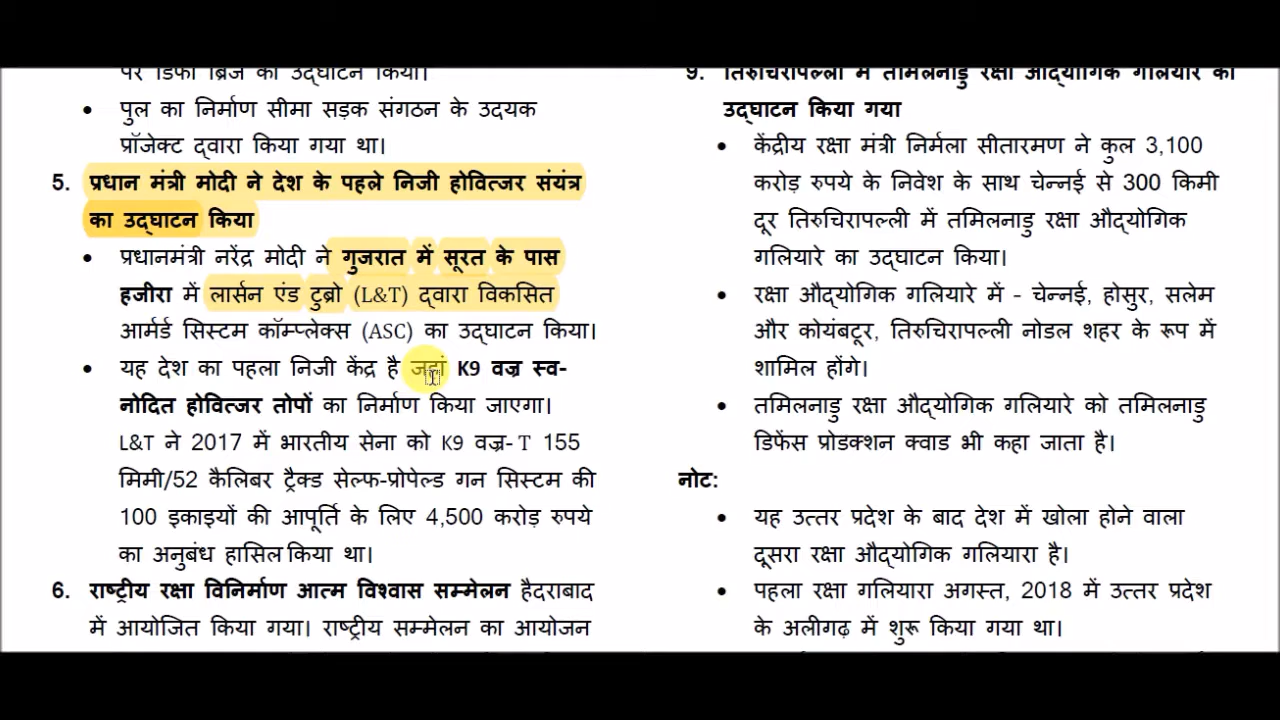 पर डिफो ब्रिज का उद्घाटन किया।
पुल का निर्माण सीमा सड़क संगठन के उदयक
प्रॉजेक्ट द्वारा किया गया था।
5. प्रधान मंत्री मोदी ने देश के पहले निजी होवित्जर संयंत्र
का उद्घाटन किया
प्रधानमंत्री नरेंद्र मोदी ने गुजरात में सूरत के पास
हजीरा में लार्सन एंड टुब्रो (L&T) द्वारा विकसित
आर्मर्ड सिस्टम कॉम्प्लेक्स (ASC) का उद्घाटन किया।
यह देश का पहला निजी केंद्र है जहां K9 वज्र स्व-
नोदित होवित्जर तोपों का निर्माण किया जाएगा।
L&T ने 2017 में भारतीय सेना को K9 वज्र- T 155
मिमी/52 कैलिबर ट्रैक्ड सेल्फ-प्रोपेल्ड गन सिस्टम की
100 इकाइयों की आपूर्ति के लिए 4,500 करोड़ रुपये
का अनुबंध हासिल किया था।
6. राष्ट्रीय रक्षा विनिर्माण आत्म विश्वास सम्मेलन हैदराबाद
में आयोजित किया गया। राष्ट्रीय सम्मेलन का आयोजन
9. तिरुचिरापल्ली में तमिलनाडु रक्षा औद्योगिक गलियारे का
उद्घाटन किया गया
केंद्रीय रक्षा मंत्री निर्मला सीतारमण ने कुल 3,100
करोड़ रुपये के निवेश के साथ चेन्नई से 300 किमी
दूर तिरुचिरापल्ली में तमिलनाडु रक्षा औद्योगिक
गलियारे का उद्घाटन किया।
रक्षा औद्योगिक गलियारे में - चेन्नई, होसुर, सलेम
और कोयंबटूर, तिरुचिरापल्ली नोडल शहर के रूप में
शामिल होंगे।
तमिलनाडु रक्षा औद्योगिक गलियारे को तमिलनाडु
डिफेंस प्रोडक्शन क्वाड भी कहा जाता है।
नोट:
यह उत्तर प्रदेश के बाद देश में खोला होने वाला
दूसरा रक्षा औद्योगिक गलियारा है।
पहला रक्षा गलियारा अगस्त, 2018 में उत्तर प्रदेश
के अलीगढ़ में शुरू किया गया था।